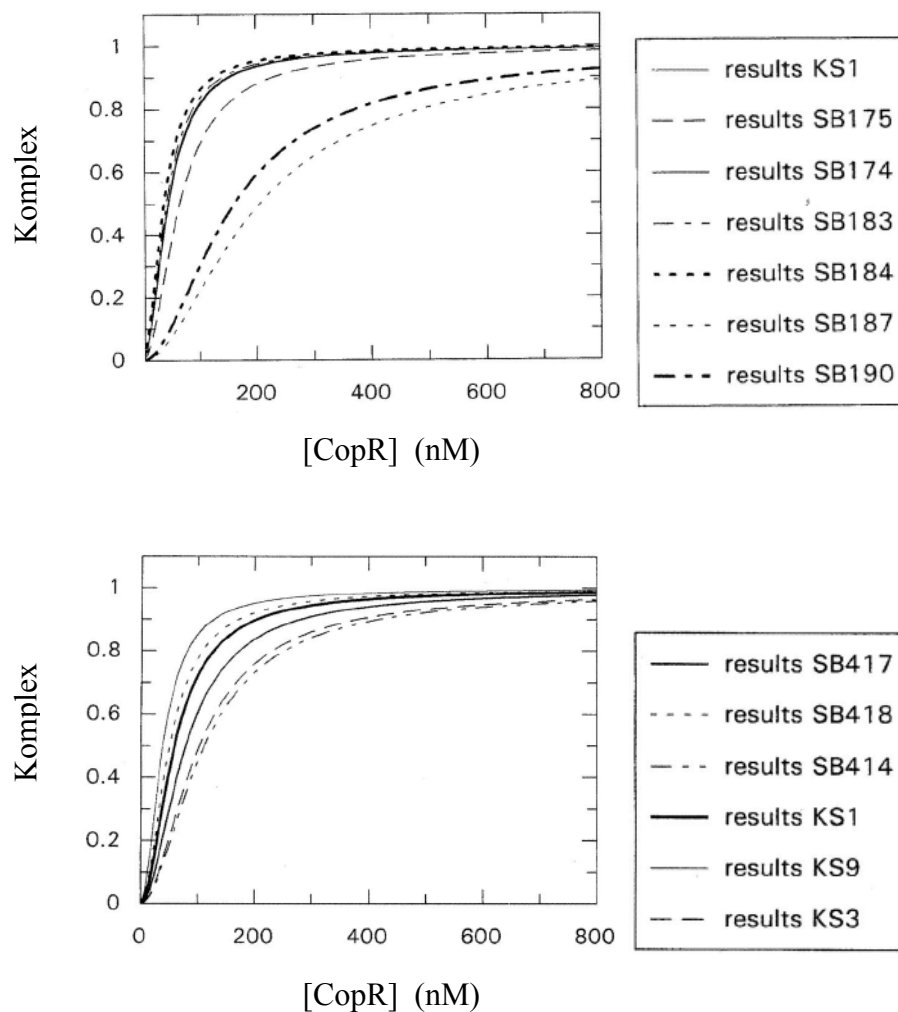 1
0.8
0.6
0.4
0.2
0
Komplex
200
400
600
800
[CopR] (nM)
results KS1
results SB175
results SB174
results SB183
results SB184
results SB187
results SB190
1
0.8
0.6
0.4
0.2
0
Komplex
0
200
400
600
800
[CopR] (nM)
results SB417
results SB418
results SB414
results KS1
results KS9
results KS3